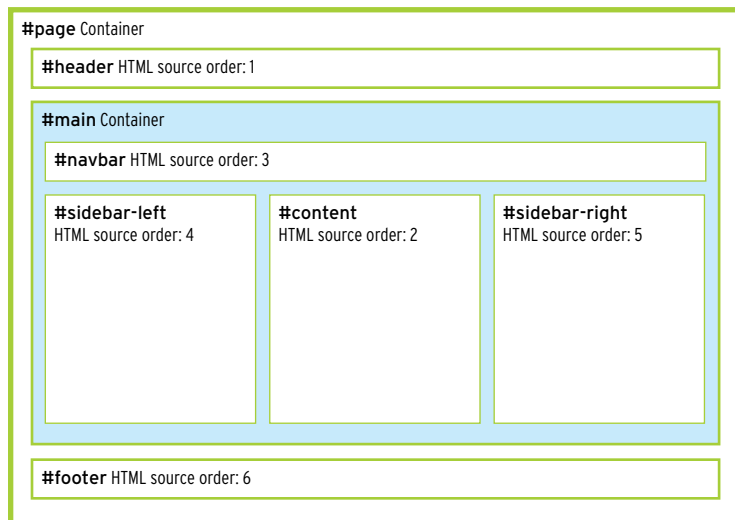 #page Container
#header HTML source order: 1
#main Container
#navbar HTML source order: 3
#sidebar-left
HTML source order: 4
#content
HTML source order: 2
#sidebar-right
HTML source order: 5
#footer HTML source order: 6